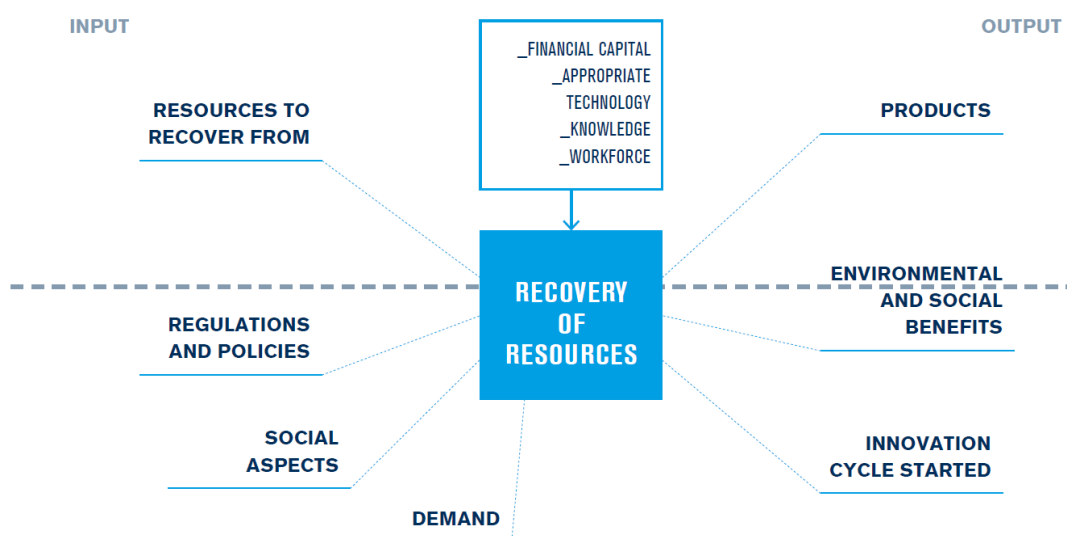 INPUT
OUTPUT
_FINANCIAL CAPITAL
_APPROPRIATE
TECHNOLOGY
_KNOWLEDGE
_WORKFORCE
RESOURCES TO
RECOVER FROM
PRODUCTS
RECOVERY
OF
RESOURCES
ENVIRONMENTAL
AND SOCIAL
BENEFITS
REGULATIONS
AND POLICIES
SOCIAL
ASPECTS
INNOVATION
CYCLE STARTED
DEMAND